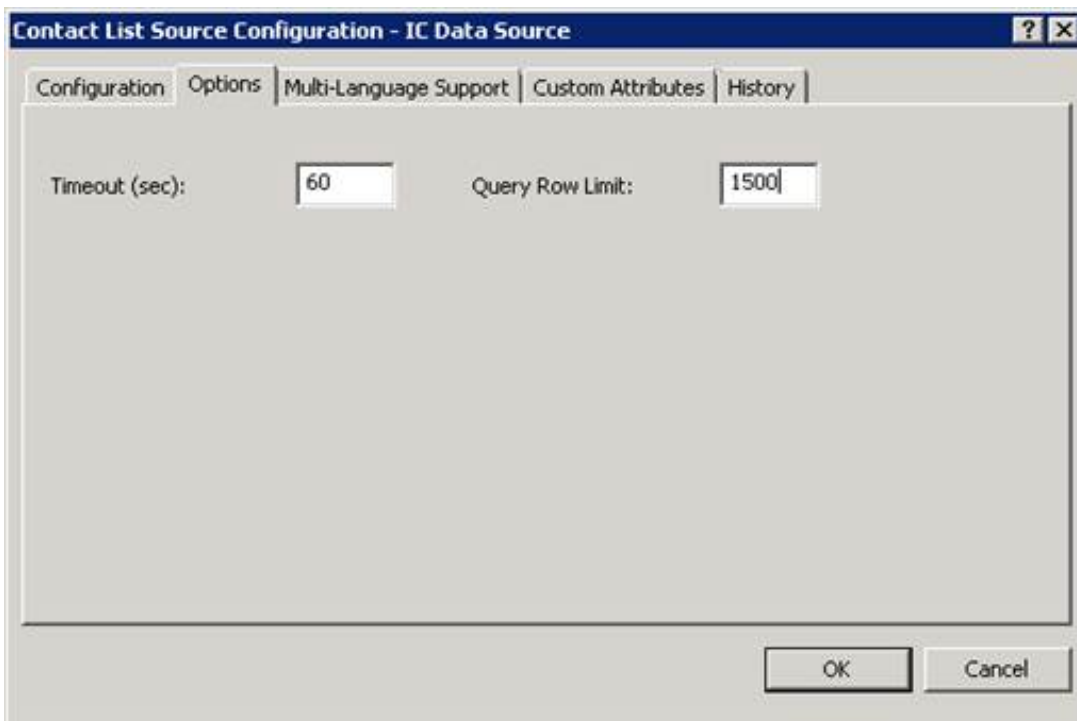 Contact List Source Configuration - IC Data Source ? X
Configuration Options Multi-Language Support Custom Attributes History
Timeout (sec): 60 Query Row Limit: 1500
OK Cancel